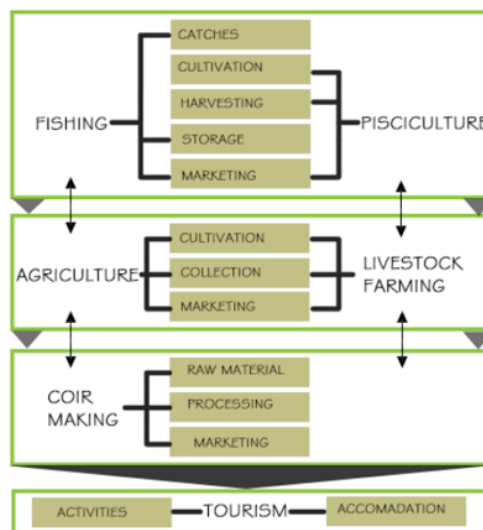 CATCHES
CULTIVATION
HARVESTING
FISHING
PISCICULTURE
STORAGE
MARKETING
CULTIVATION
AGRICULTURE
COLLECTION
LIVESTOCK
FARMING
MARKETING
RAW MATERIAL
COIR
MAKING
PROCESSING
MARKETING
ACTIVITIES
TOURISM
ACCOMADATION